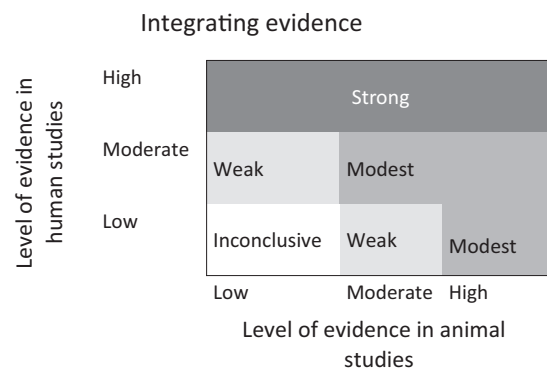 Integrating evidence
Level of evidence in
human studies
High
Strong
Moderate
Weak
Modest
Low
Inconclusive
Weak
Modest
Low
Moderate
High
Level of evidence in animal
studies